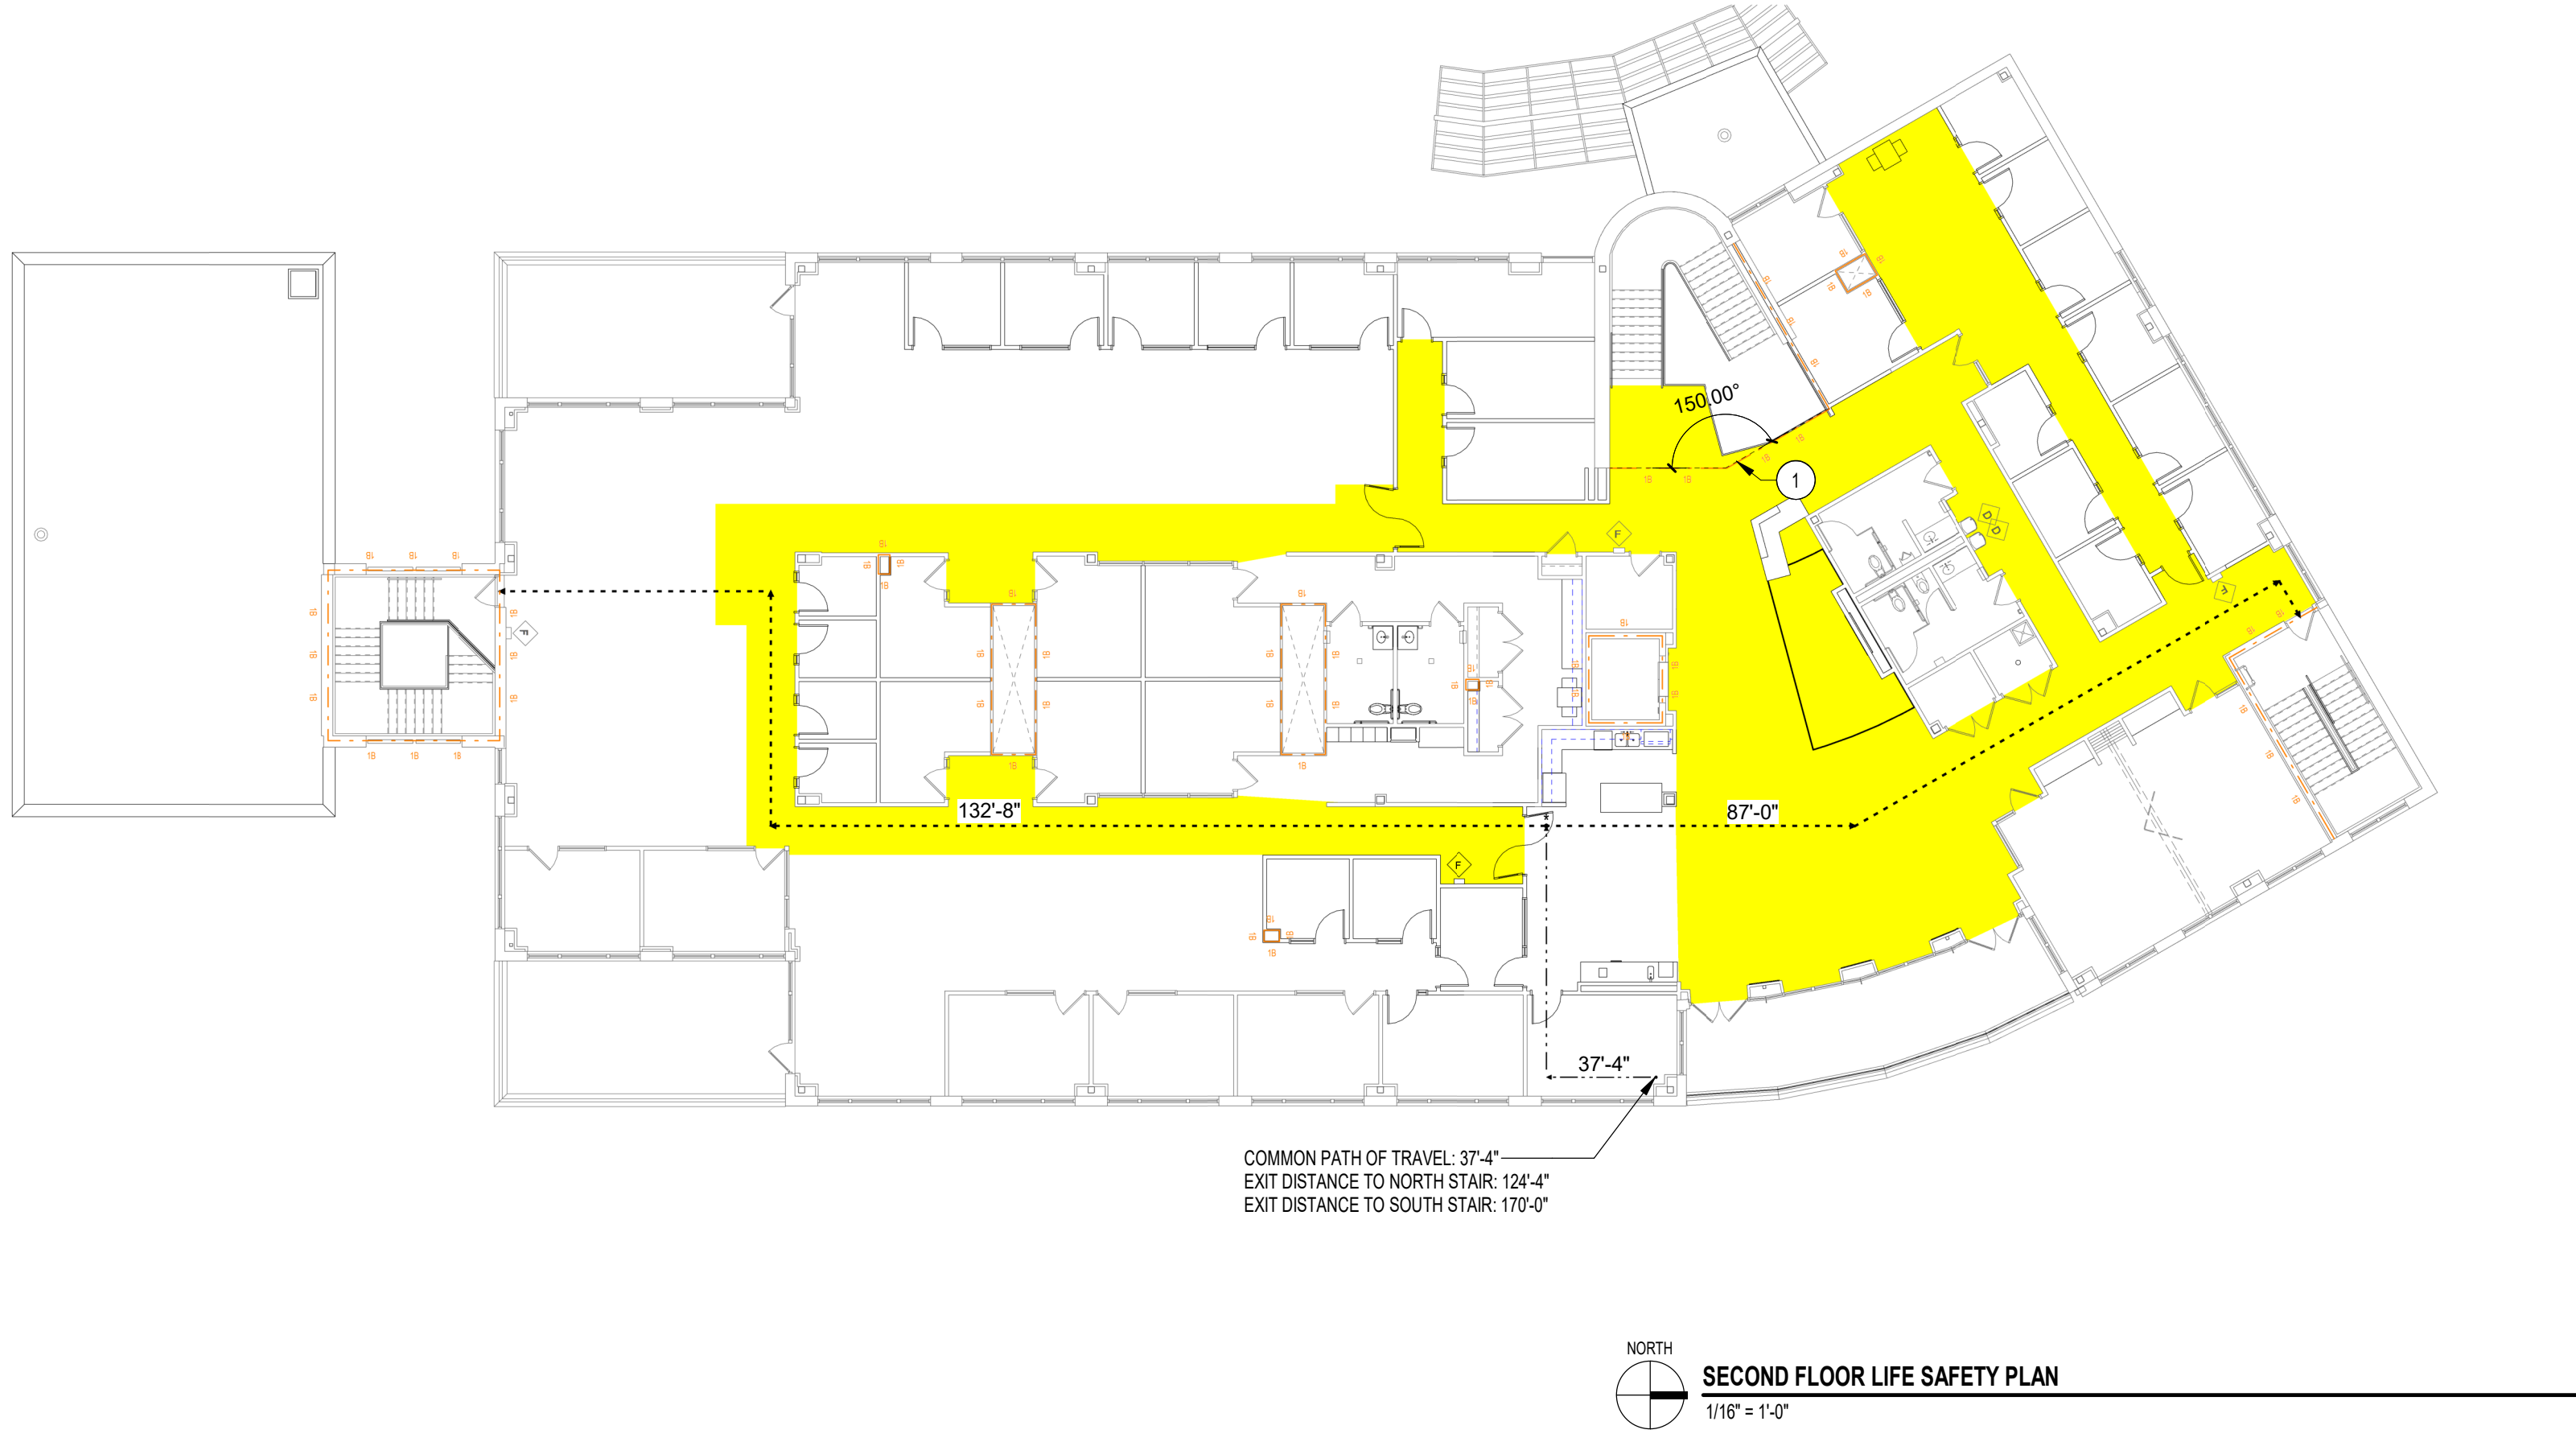 150.00°
1
F
D
D
F
F
132'-8"
87'-0"
F
37'-4"
COMMON PATH OF TRAVEL: 37'-4"
EXIT DISTANCE TO NORTH STAIR: 124'-4"
EXIT DISTANCE TO SOUTH STAIR: 170'-0"
NORTH
SECOND FLOOR LIFE SAFETY PLAN
1/16" = 1'-0"